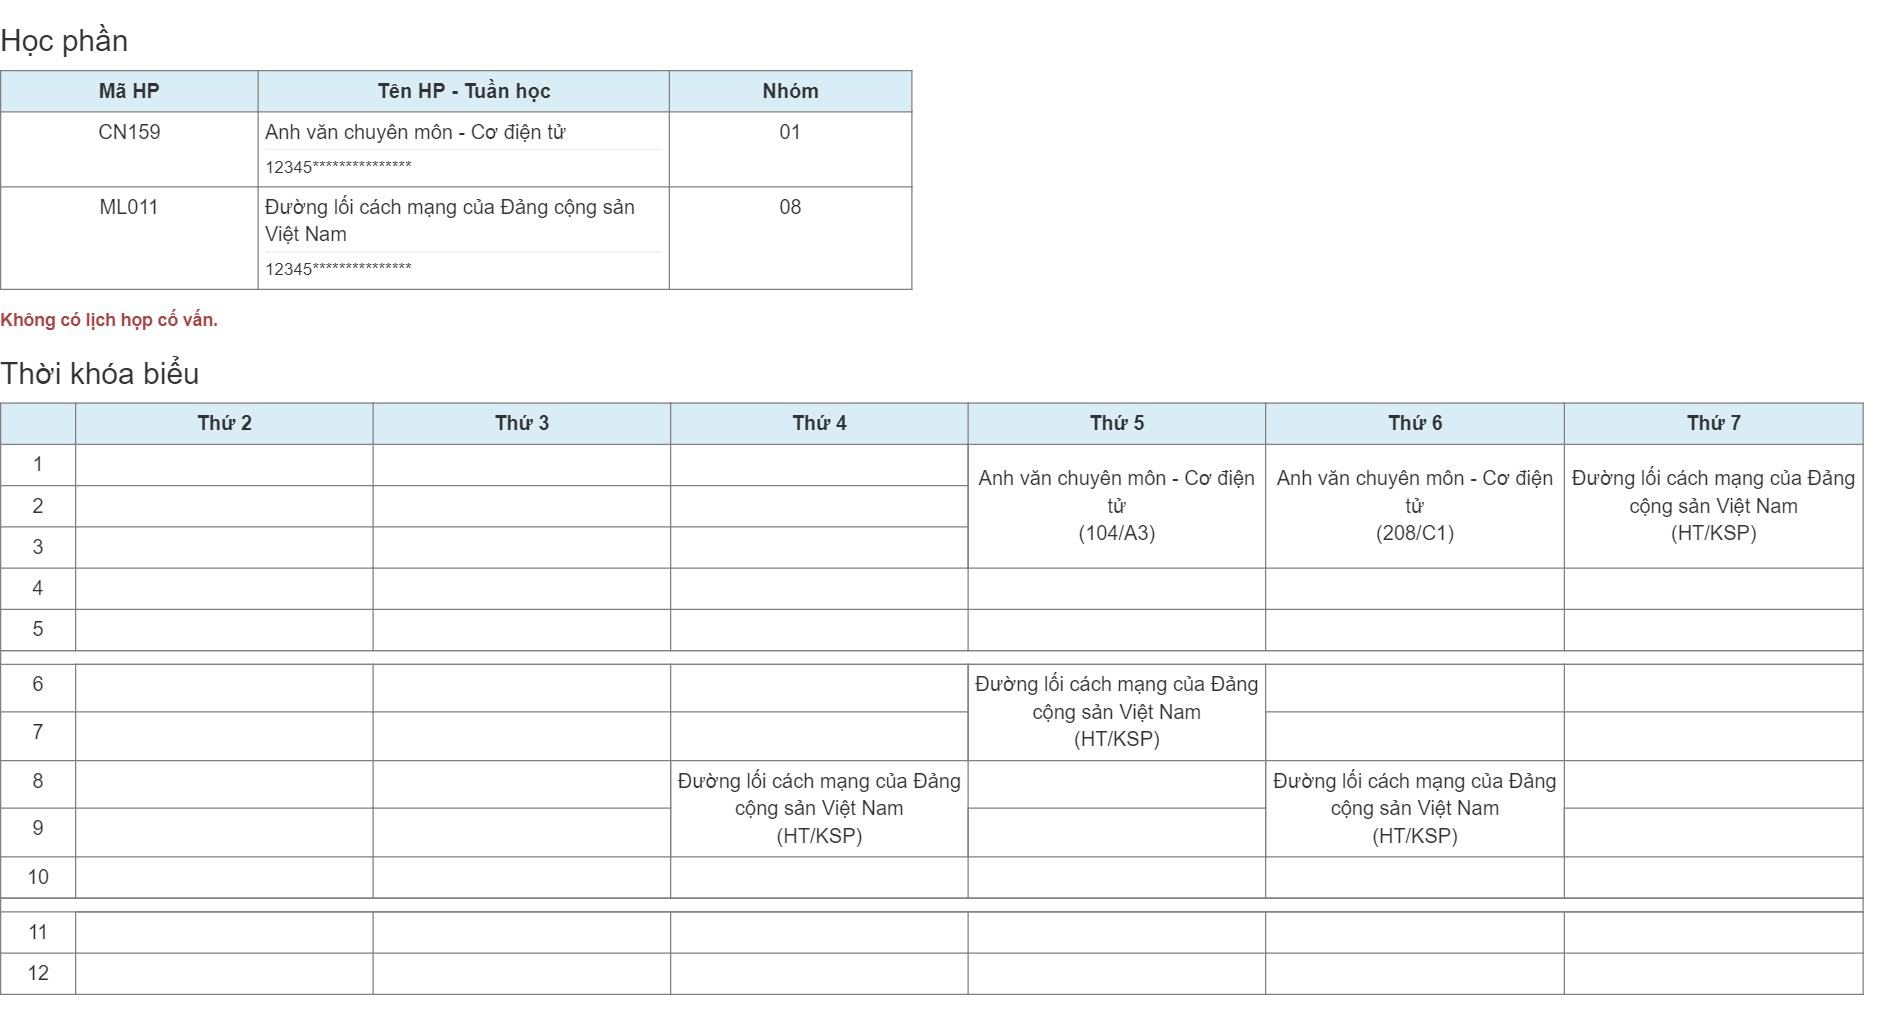 Học phần
Mã HP Tên HP - Tuần học Nhóm
CN159 Anh văn chuyên môn - Cơ điện tử 01
12345***************
ML011 Đường lối cách mạng của Đảng cộng sản 08
Việt Nam
12345***************
Không có lịch họp cố vấn.
Thời khóa biểu
Thứ 2 Thứ 3 Thứ 4 Thứ 5 Thứ 6 Thứ 7
1
Anh văn chuyên môn - Cơ điện Anh văn chuyên môn - Cơ điện Đường lối cách mạng của Đảng
2 tử tử cộng sản Việt Nam
(104/A3) (208/C1) (HT/KSP)
3
4
5
6 Đường lối cách mạng của Đảng
cộng sản Việt Nam
7 (HT/KSP)
8 Đường lối cách mạng của Đảng Đường lối cách mạng của Đảng
cộng sản Việt Nam cộng sản Việt Nam
9 (HT/KSP) (HT/KSP)
10
11
12